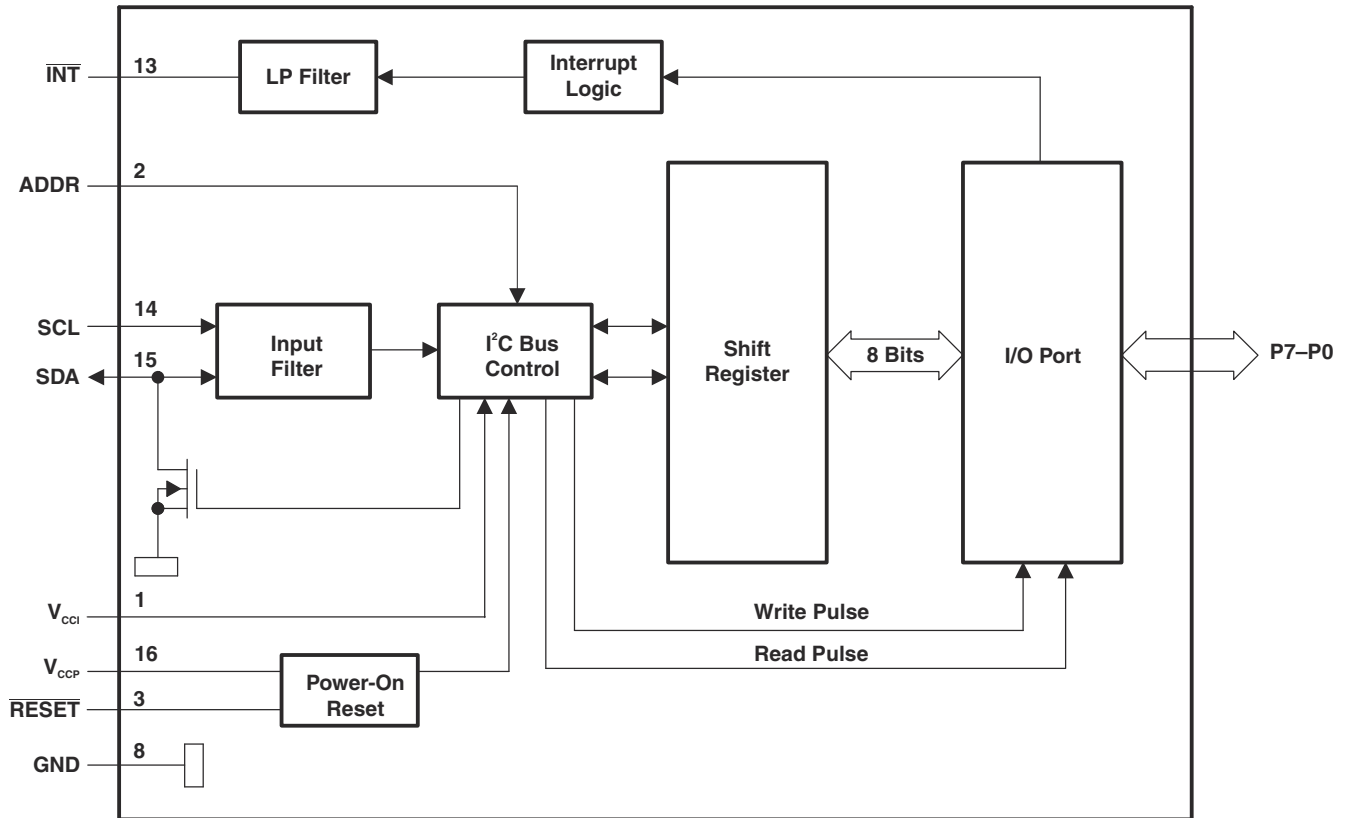 INT
13
LP Filter
Interrupt
Logic
ADDR
2
SCL
14
SDA
15
Input
Filter
I²C Bus
Control
Shift
Register
8 Bits
I/O Port
P7–P0
VCCI
1
Write Pulse
VCCP
16
Read Pulse
RESET
3
Power-On
Reset
GND
8